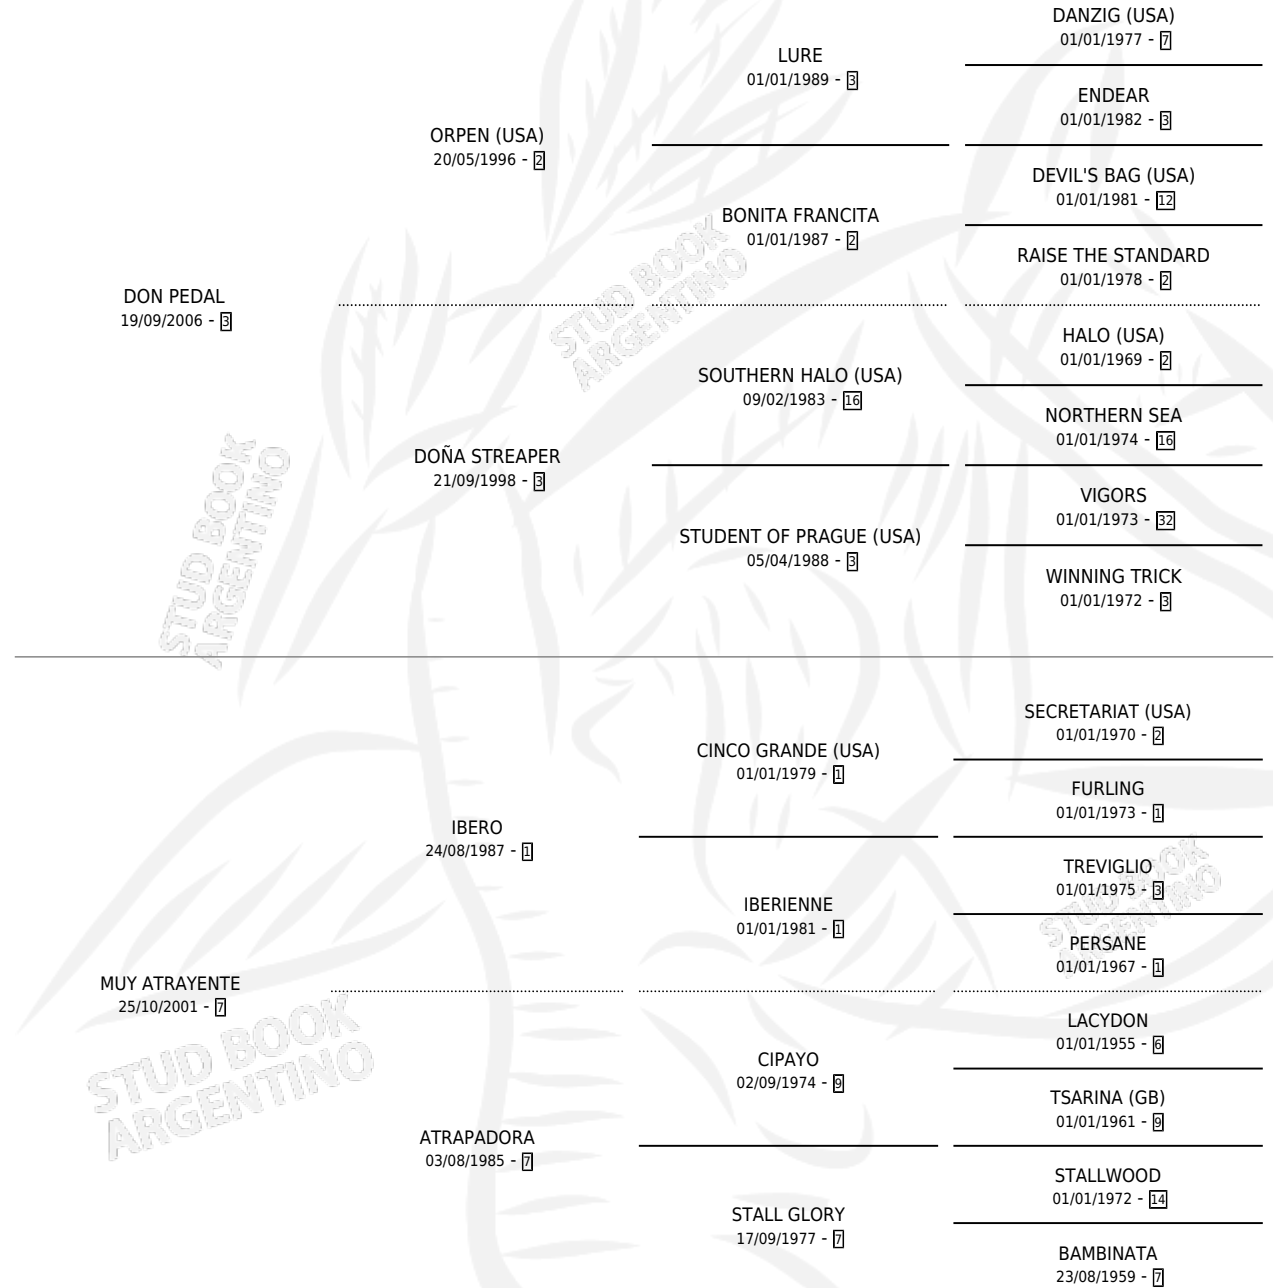 DANZIG (USA)
01/01/1977 - 7
LURE
01/01/1989 - 3
ENDEAR
01/01/1982 - 3
ORPEN (USA)
20/05/1996 - 2
DEVIL'S BAG (USA)
01/01/1981 - 12
BONITA FRANCITA
01/01/1987 - 2
RAISE THE STANDARD
01/01/1978 - 2
DON PEDAL
19/09/2006 - 3
STUD BOOK
ARGENTINO
HALO (USA)
01/01/1969 - 2
SOUTHERN HALO (USA)
09/02/1983 - 16
NORTHERN SEA
01/01/1974 - 16
DOÑA STREAPER
21/09/1998 - 3
VIGORS
01/01/1973 - 32
STUDENT OF PRAGUE (USA)
05/04/1988 - 3
WINNING TRICK
01/01/1972 - 3
STUD BOOK
ARGENTINO
SECRETARIAT (USA)
01/01/1970 - 2
CINCO GRANDE (USA)
01/01/1979 - 1
FURLING
01/01/1973 - 1
IBERO
24/08/1987 - 1
TREVIGLIO
01/01/1975 - 3
IBERIENNE
01/01/1981 - 1
PERSANE
01/01/1967 - 1
STUD BOOK
ARGENTINO
MUY ATRAYENTE
25/10/2001 - 7
LACYDON
01/01/1955 - 6
CIPAYO
02/09/1974 - 9
TSARINA (GB)
01/01/1961 - 9
STUD BOOK
ARGENTINO
ATRAPADORA
03/08/1985 - 7
STALLWOOD
01/01/1972 - 14
STALL GLORY
17/09/1977 - 7
BAMBINATA
23/08/1959 - 7